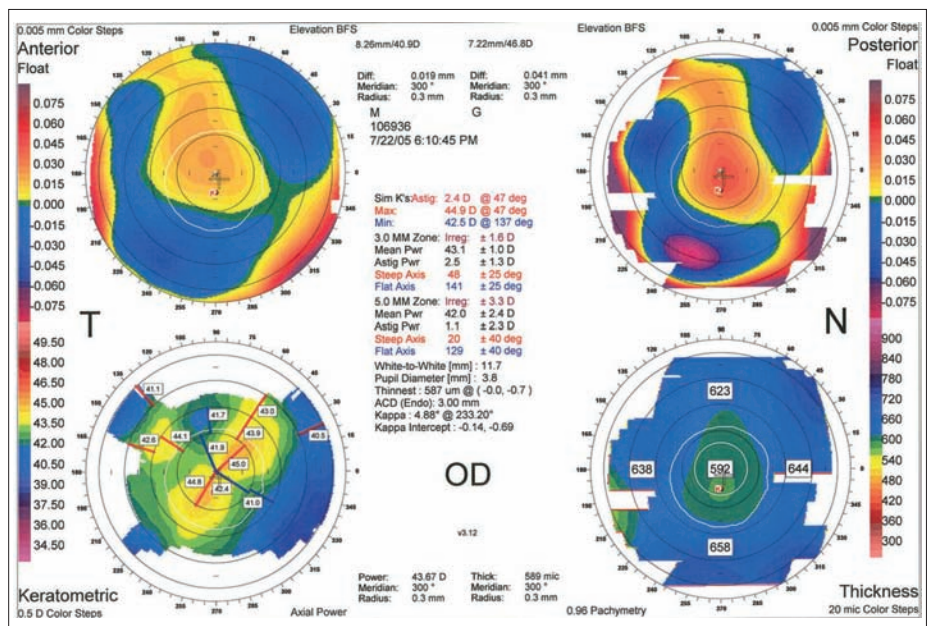 0.005 mm Color Steps
Elevation BFS
Elevation BFS
0.005 mm Color Steps
Anterior
Float
8.26mm/40.9D
7.22mm/46.8D
Posterior
Float
Diff: 0.019 mm
Meridian: 300 °
Radius: 0.3 mm
Diff: 0.041 mm
Meridian: 300 °
Radius: 0.3 mm
M
G
106936
7/22/05 6:10:45 PM
0.075
0.060
0.045
0.030
0.015
0.000
-0.015
-0.030
-0.045
-0.060
-0.075
0.075
0.060
0.045
0.030
0.015
0.000
-0.015
-0.030
-0.045
-0.060
-0.075
Sim K's:Astig: 2.4 D @ 47 deg
Max: 44.9 D @ 47 deg
Min: 42.5 D @ 137 deg
3.0 MM Zone: Irreg: ± 1.6 D
Mean Pwr 43.1 ± 1.0 D
Astig Pwr 2.5 ± 1.3 D
Steep Axis 48 ± 25 deg
Flat Axis 141 ± 25 deg
5.0 MM Zone: Irreg: ± 3.3 D
Mean Pwr 42.0 ± 2.4 D
Astig Pwr 1.1 ± 2.3 D
Steep Axis 20 ± 40 deg
Flat Axis 129 ± 40 deg
White-to-White [mm] : 11.7
Pupil Diameter [mm] : 3.8
Thinnest : 587 um @ ( -0.0, -0.7 )
ACD (Endo): 3.00 mm
Kappa : 4.88° @ 233.20°
Kappa Intercept : -0.14, -0.69
T
N
OD
v3.12
49.50
48.00
46.50
45.00
43.50
42.00
40.50
39.00
37.50
36.00
34.50
41.1
41.7
43.0
42.6
44.1
41.9
43.9
40.5
45.0
44.8
42.4
41.0
623
638
592
644
658
900
840
780
720
660
600
540
480
420
360
300
Keratometric
0.5 D Color Steps
Axial Power
Power: 43.67 D
Meridian: 300 °
Radius: 0.3 mm
Thick: 589 mic
Meridian: 300 °
Radius: 0.3 mm
0.96 Pachymetry
Thickness
20 mic Color Steps